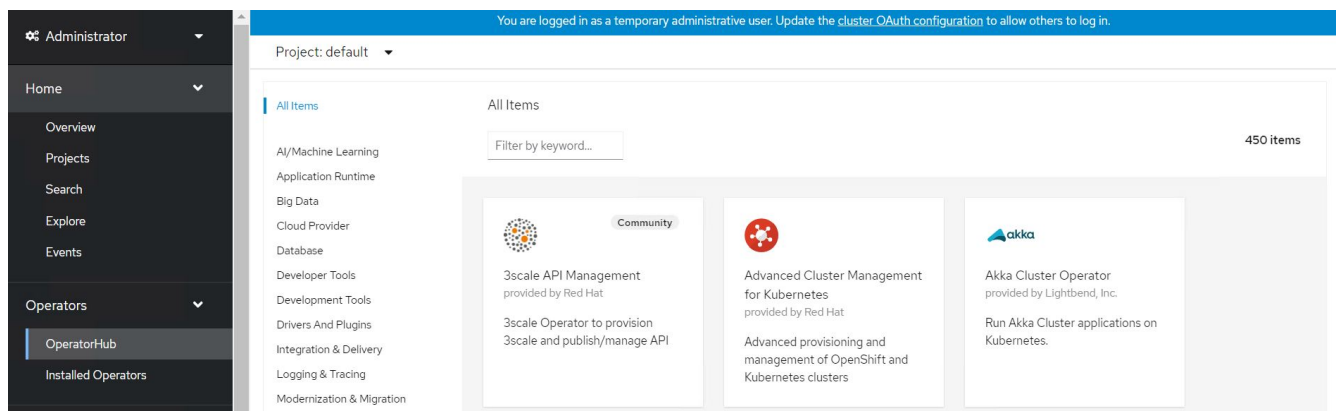 You are logged in as a temporary administrative user. Update the cluster OAuth configuration to allow others to log in.
Administrator
Home
Overview
Projects
Search
Explore
Events
Operators
OperatorHub
Installed Operators
Project: default
All Items
AI/Machine Learning
Application Runtime
Big Data
Cloud Provider
Database
Developer Tools
Development Tools
Drivers And Plugins
Integration & Delivery
Logging & Tracing
Modernization & Migration
All Items
Filter by keyword...
450 items
Community
3scale API Management
provided by Red Hat
3scale Operator to provision
3scale and publish/manage API
Advanced Cluster Management
for Kubernetes
provided by Red Hat
Advanced provisioning and
management of OpenShift and
Kubernetes clusters
akka
Akka Cluster Operator
provided by Lightbend, Inc.
Run Akka Cluster applications on
Kubernetes.